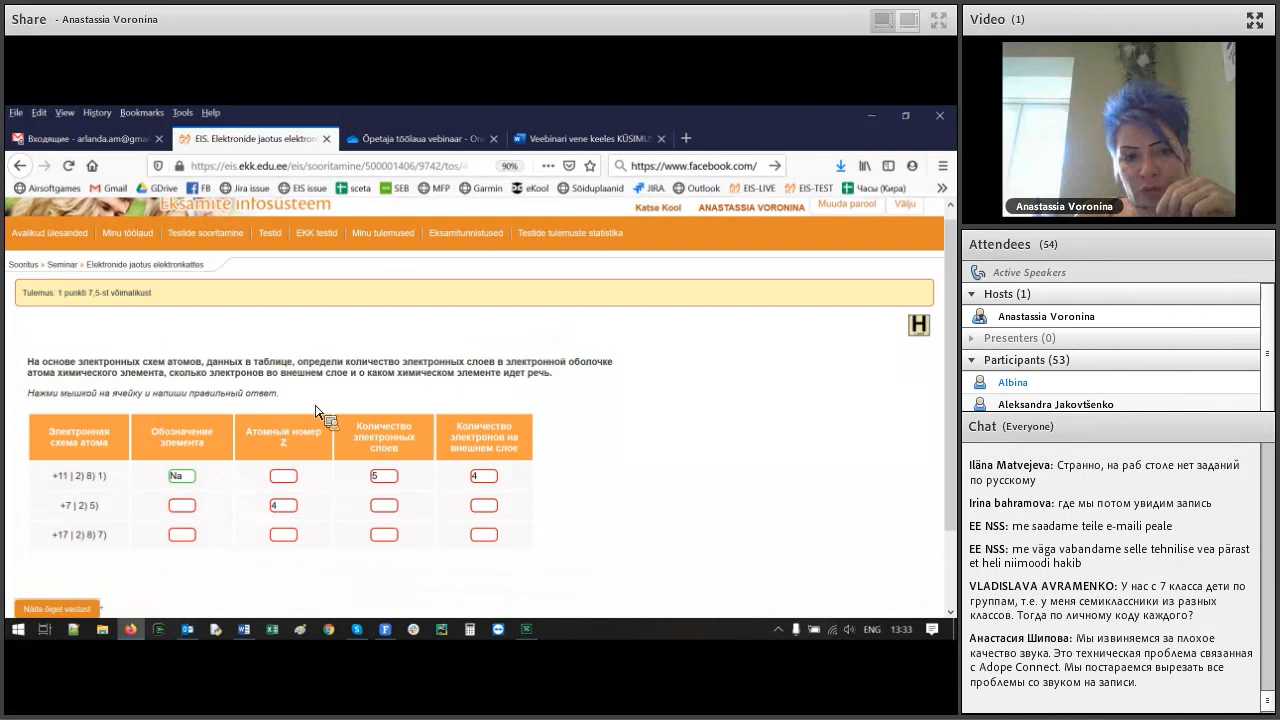 Share - Anastassia Voronina
File Edit View History Bookmarks Tools Help
Входящие - arlanda.am@gma
EIS. Elektronide jaotus elektron
Õpetaja töölaua vebinaar - On
Veebinari vene keeles KÜSIMU
https://eis.ekk.edu.ee/eis/sooritamine/500001406/9742/tos/
90%
https://www.facebook.com/
Airsoftgames Gmail GDrive FB Jira issue EIS issue sceta SEB MFP Garmin eKool Sõiduplaanid JIRA Outlook EIS-LIVE EIS-TEST Часы (Кира)
Eksamite infosüsteem
Katse Kool ANASTASSIA VORONINA Muuda parool Välju
Avalikud ülesanded Minu töölaud Testide sooritamine Testid EKK testid Minu tulemused Eksamitunnistused Testide tulemuste statistika
Sooritus » Seminar » Elektronide jaotus elektronkattes
Tulemus: 1 punkti 7,5-st võimalikust
H
На основе электронных схем атомов, данных в таблице, определи количество электронных слоев в электронной оболочке
атома химического элемента, сколько электронов во внешнем слое и о каком химическом элементе идет речь.
Нажми мышкой на ячейку и напиши правильный ответ.
Электронная
схема атома
Обозначение
элемента
Атомный номер
Z
Количество
электронных
слоев
Количество
электронов на
внешнем слое
+11 | 2) 8) 1) Na 5 4
+7 | 2) 5) 4
+17 | 2) 8) 7)
Näita õiget vastust
ENG 13:33
Video (1)
Anastassia Voronina
Attendees (54)
Active Speakers
Hosts (1)
Anastassia Voronina
Presenters (0)
Participants (53)
Albina
Aleksandra Jakovtšenko
Chat (Everyone)
Iläna Matvejeva: Странно, на раб столе нет заданий
по русскому
Irina bahramova: где мы потом увидим запись
EE NSS: me saadame teile e-maili peale
EE NSS: me väga vabandame selle tehnilise vea pärast
et heli niimoodi hakib
VLADISLAVA AVRAMENKO: У нас с 7 класса дети по
группам, т.е. у меня семиклассники из разных
классов. Тогда по личному коду каждого?
Анастасия Шипова: Мы извиняемся за плохое
качество звука. Это техническая проблема связанная
с Adope Connect. Мы постараемся вырезать все
проблемы со звуком на записи.